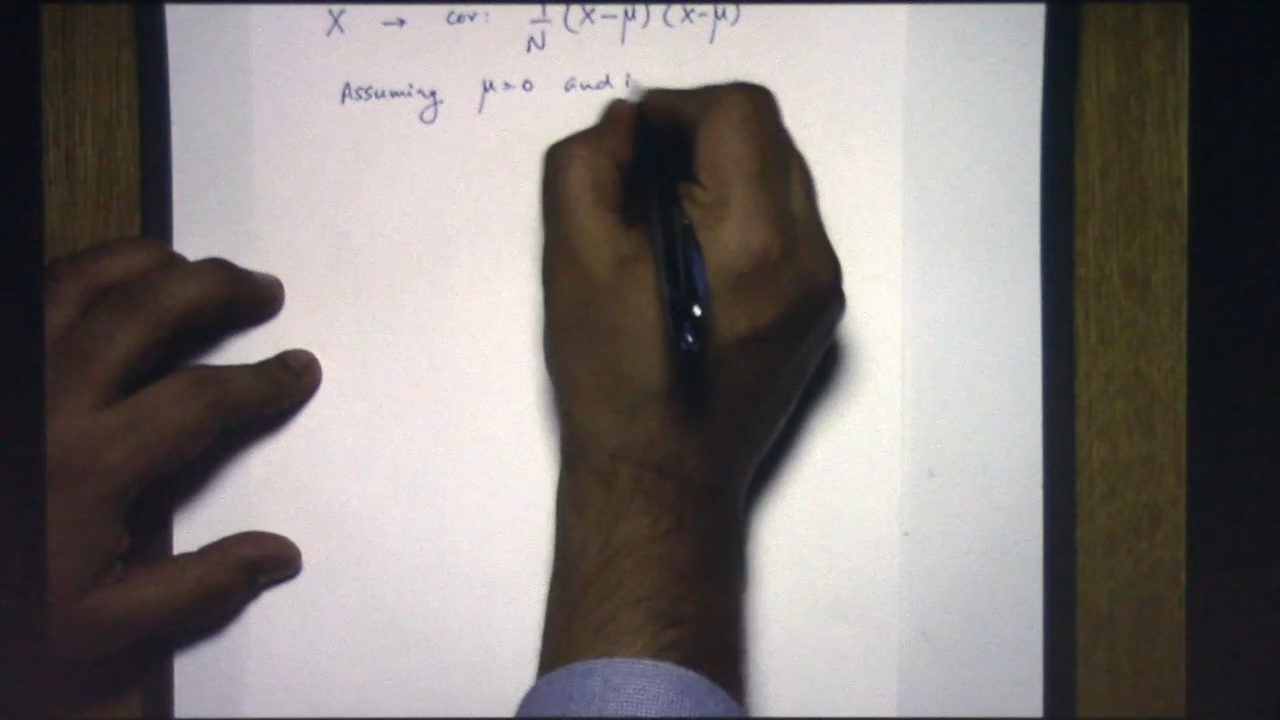 X → cov: 1/N (X-μ) (X-μ)
Assuming μ=0 and